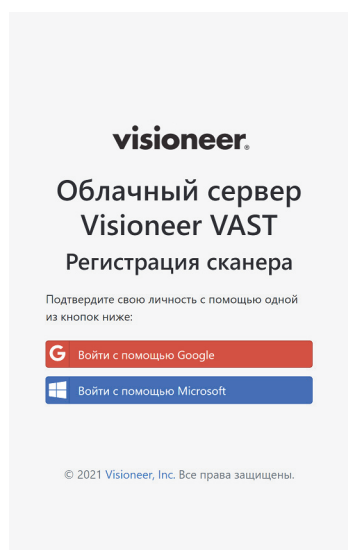 visioneer®
Облачный сервер
Visioneer VAST
Регистрация сканера
Подтвердите свою личность с помощью одной
из кнопок ниже:
G Войти с помощью Google
Войти с помощью Microsoft
© 2021 Visioneer, Inc. Все права защищены.